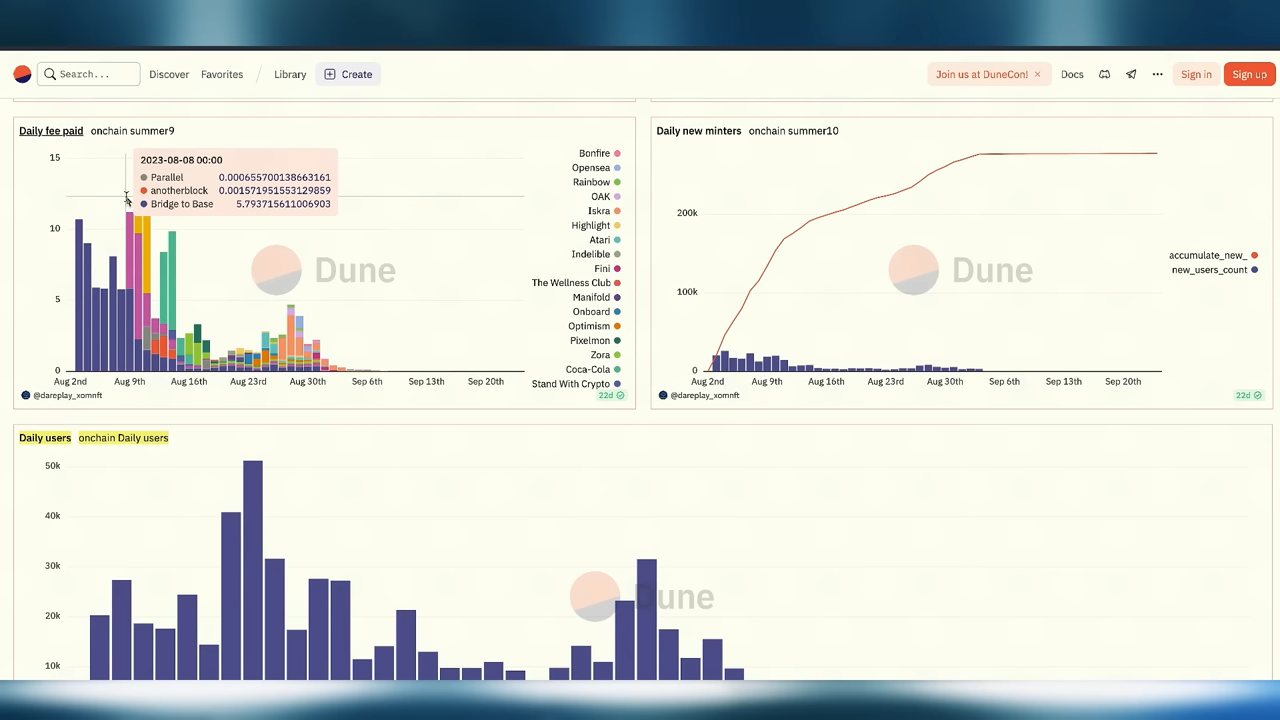 Search...
Discover
Favorites
Library
Create
Join us at DuneCon! ×
Docs
Sign in
Sign up
Daily fee paid onchain summer9
15
10
5
0
2023-08-08 00:00
Parallel 0.000655700138663161
anotherblock 0.001571951553129859
Bridge to Base 5.793715611006903
Dune
Bonfire
Opensea
Rainbow
OAK
Iskra
Highlight
Atari
Indelible
Fini
The Wellness Club
Manifold
Onboard
Optimism
Pixelmon
Zora
Coca-Cola
Stand With Crypto
Aug 2nd Aug 9th Aug 16th Aug 23rd Aug 30th Sep 6th Sep 13th Sep 20th
@dareplay_xomnft
22d
Daily new minters onchain summer10
200k
100k
0
Dune
accumulate_new_
new_users_count
Aug 2nd Aug 9th Aug 16th Aug 23rd Aug 30th Sep 6th Sep 13th Sep 20th
@dareplay_xomnft
22d
Daily users onchain Daily users
50k
40k
30k
20k
10k
Dune